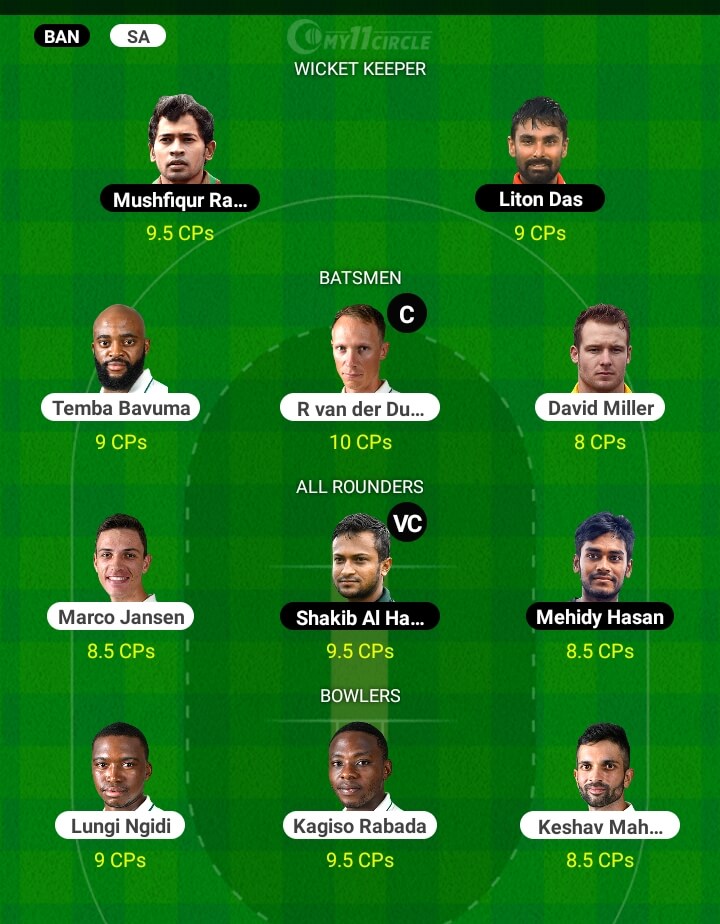 BAN SA
MY11CIRCLE
WICKET KEEPER
Mushfiqur Ra... Liton Das
9.5 CPs 9 CPs
BATSMEN
C
Temba Bavuma R van der Du... David Miller
9 CPs 10 CPs 8 CPs
ALL ROUNDERS
VC
Marco Jansen Shakib Al Ha... Mehidy Hasan
8.5 CPs 9.5 CPs 8.5 CPs
BOWLERS
Lungi Ngidi Kagiso Rabada Keshav Mah...
9 CPs 9.5 CPs 8.5 CPs